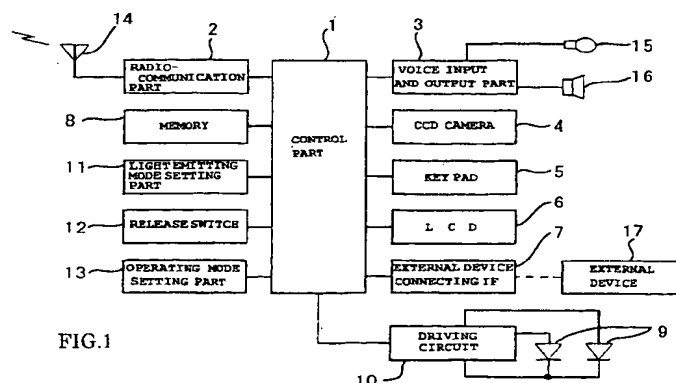 14
2
1
3
RADIO-
COMMUNICATION
PART
VOICE INPUT
AND OUTPUT PART
15
16
8
MEMORY
CONTROL
PART
CCD CAMERA
4
11
LIGHT EMITTING
MODE SETTING
PART
KEY PAD
5
12
RELEASE SWITCH
L C D
6
7
17
13
OPERATING MODE
SETTING PART
EXTERNAL DEVICE
CONNECTING IF
EXTERNAL
DEVICE
FIG.1
DRIVING
CIRCUIT
9
10